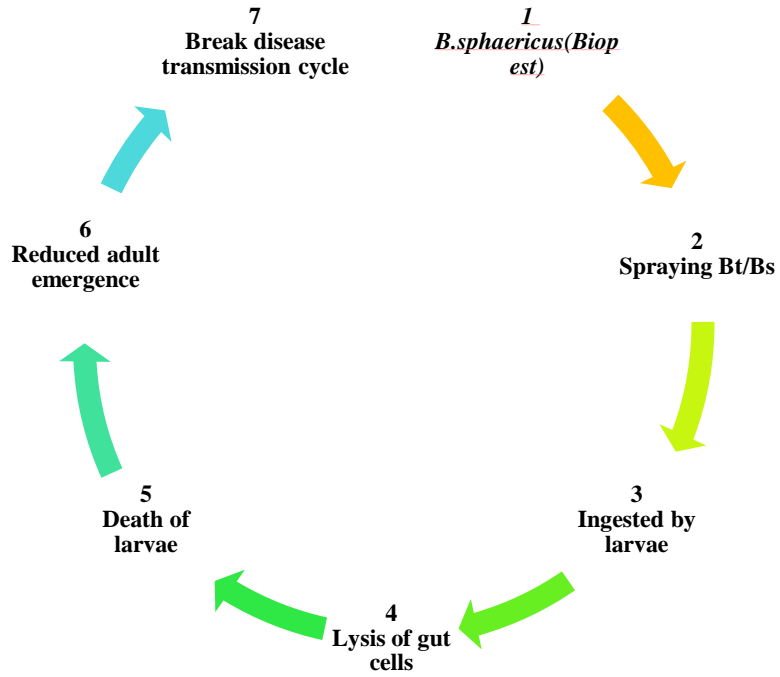 1
B.sphaericus(Biop
est)
2
Spraying Bt/Bs
3
Ingested by
larvae
4
Lysis of gut
cells
5
Death of
larvae
6
Reduced adult
emergence
7
Break disease
transmission cycle